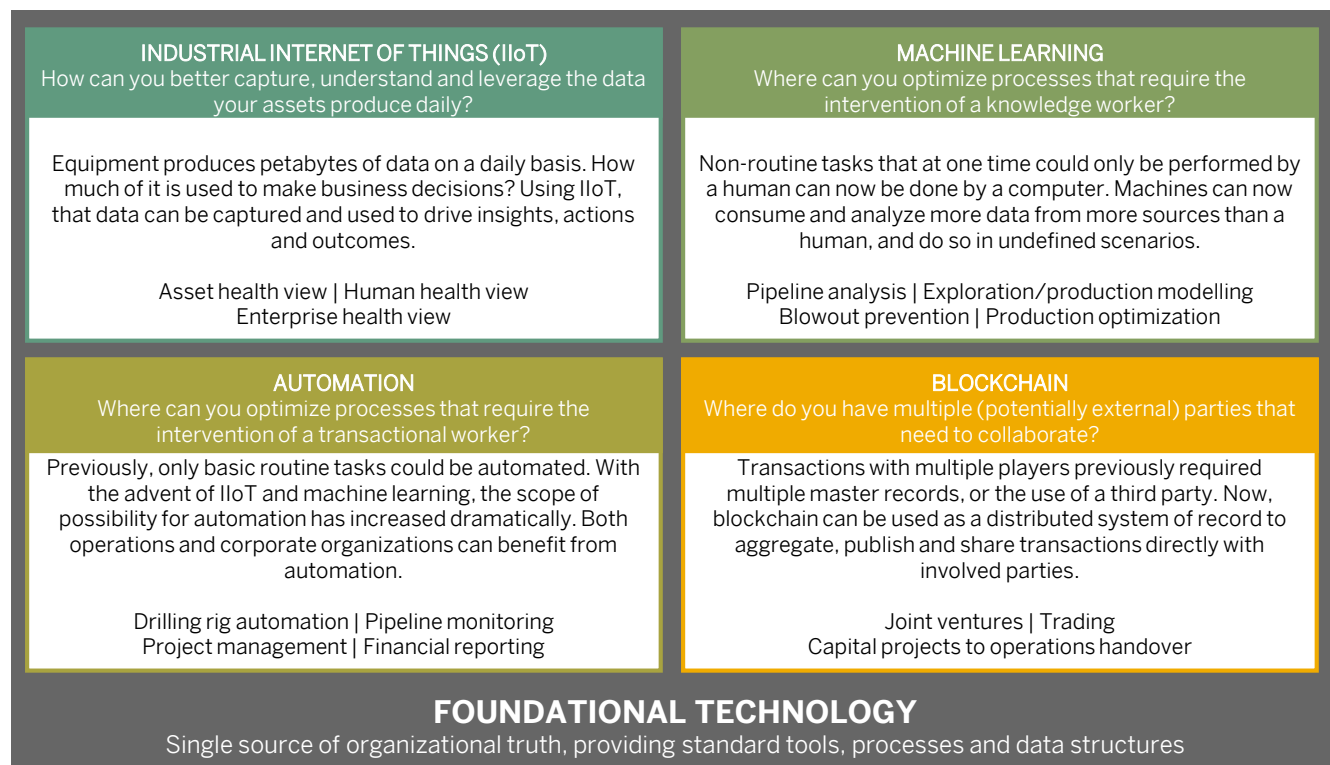 INDUSTRIAL INTERNET OF THINGS (IIoT)
How can you better capture, understand and leverage the data
your assets produce daily?
Equipment produces petabytes of data on a daily basis. How
much of it is used to make business decisions? Using IIoT,
that data can be captured and used to drive insights, actions
and outcomes.
Asset health view | Human health view
Enterprise health view
MACHINE LEARNING
Where can you optimize processes that require the
intervention of a knowledge worker?
Non-routine tasks that at one time could only be performed by
a human can now be done by a computer. Machines can now
consume and analyze more data from more sources than a
human, and do so in undefined scenarios.
Pipeline analysis | Exploration/production modelling
Blowout prevention | Production optimization
AUTOMATION
Where can you optimize processes that require the
intervention of a transactional worker?
Previously, only basic routine tasks could be automated. With
the advent of IIoT and machine learning, the scope of
possibility for automation has increased dramatically. Both
operations and corporate organizations can benefit from
automation.
Drilling rig automation | Pipeline monitoring
Project management | Financial reporting
BLOCKCHAIN
Where do you have multiple (potentially external) parties that
need to collaborate?
Transactions with multiple players previously required
multiple master records, or the use of a third party. Now,
blockchain can be used as a distributed system of record to
aggregate, publish and share transactions directly with
involved parties.
Joint ventures | Trading
Capital projects to operations handover
FOUNDATIONAL TECHNOLOGY
Single source of organizational truth, providing standard tools, processes and data structures